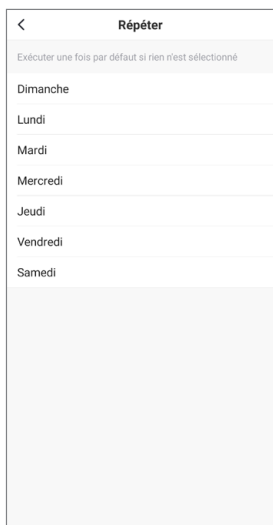 Répéter
Exécuter une fois par défaut si rien n'est sélectionné
Dimanche
Lundi
Mardi
Mercredi
Jeudi
Vendredi
Samedi